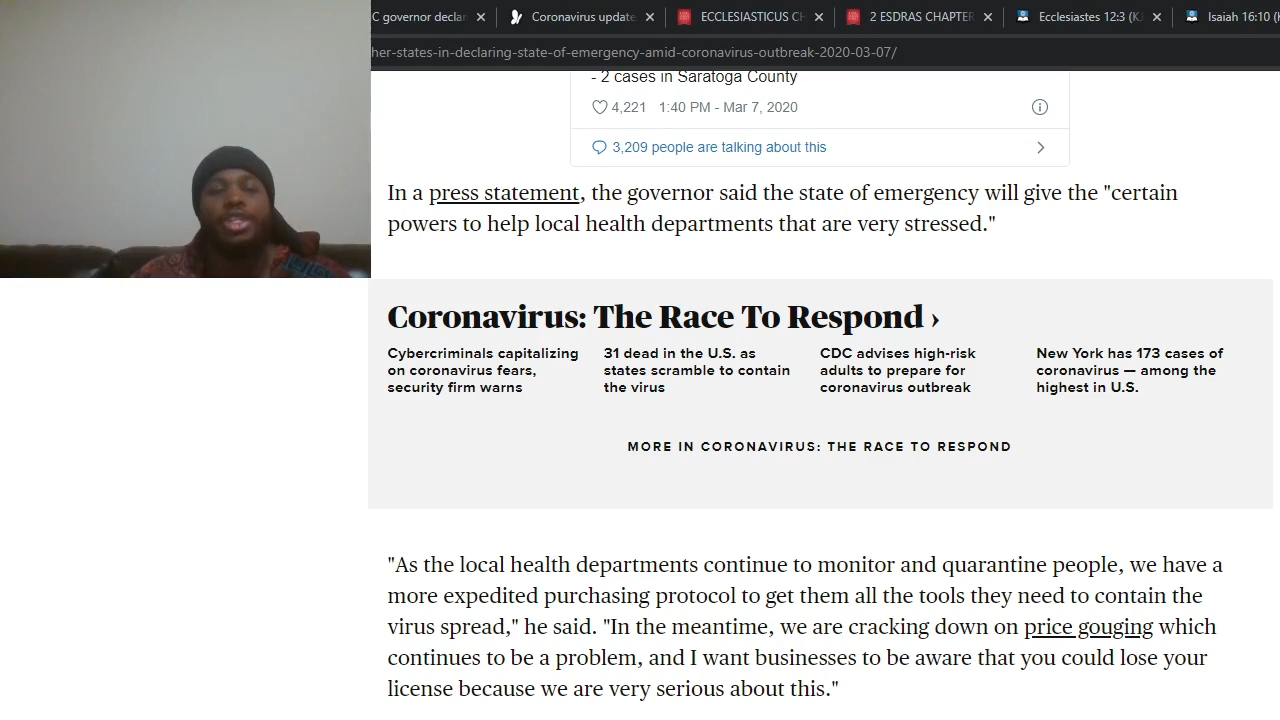 C governor declar
Coronavirus update
ECCLESIASTICUS CH
2 ESDRAS CHAPTER
Ecclesiastes 12:3 (KJ
Isaiah 16:10 (K
her-states-in-declaring-state-of-emergency-amid-coronavirus-outbreak-2020-03-07/
- 2 cases in Saratoga County
4,221 1:40 PM - Mar 7, 2020
3,209 people are talking about this
In a press statement, the governor said the state of emergency will give the "certain
powers to help local health departments that are very stressed."
Coronavirus: The Race To Respond ›
Cybercriminals capitalizing
on coronavirus fears,
security firm warns
31 dead in the U.S. as
states scramble to contain
the virus
CDC advises high-risk
adults to prepare for
coronavirus outbreak
New York has 173 cases of
coronavirus — among the
highest in U.S.
MORE IN CORONAVIRUS: THE RACE TO RESPOND
"As the local health departments continue to monitor and quarantine people, we have a
more expedited purchasing protocol to get them all the tools they need to contain the
virus spread," he said. "In the meantime, we are cracking down on price gouging which
continues to be a problem, and I want businesses to be aware that you could lose your
license because we are very serious about this."